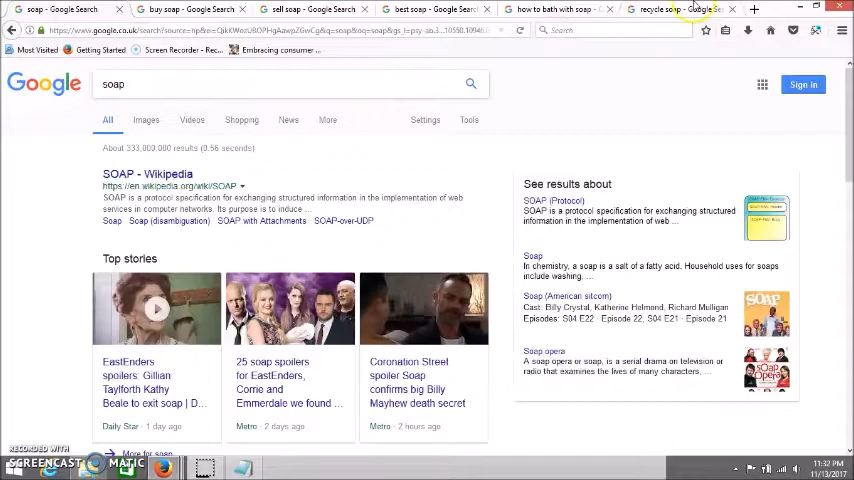 soap - Google Search
buy soap - Google Search
sell soap - Google Search
best soap - Google Search
how to bath with soap - G
recycle soap - Google Se
Search
Most Visited
Getting Started
Screen Recorder - Rec...
Embracing consumer ...
Google
soap
Sign in
All
Images
Videos
Shopping
News
More
Settings
Tools
About 333,000,000 results (0.56 seconds)
SOAP - Wikipedia
https://en.wikipedia.org/wiki/SOAP
SOAP is a protocol specification for exchanging structured information in the implementation of web
services in computer networks. Its purpose is to induce ...
Soap
Soap (disambiguation)
SOAP with Attachments
SOAP-over-UDP
See results about
SOAP (Protocol)
SOAP is a protocol specification for exchanging structured
information in the implementation of web ...
Soap
In chemistry, a soap is a salt of a fatty acid. Household uses for soaps
include washing, ...
Soap (American sitcom)
Cast: Billy Crystal, Katherine Helmond, Richard Mulligan
Episodes: S04 E22 · Episode 22, S04 E21 · Episode 21
SOAP
Soap opera
A soap opera or soap, is a serial drama on television or
radio that examines the lives of many characters, ...
SOAP
Opera
Top stories
EastEnders
spoilers: Gillian
Taylforth Kathy
Beale to exit soap | D...
Daily Star - 1 day ago
25 soap spoilers
for EastEnders,
Corrie and
Emmerdale we found ...
Metro - 2 days ago
Coronation Street
spoiler Soap
confirms big Billy
Mayhew death secret
Metro - 2 hours ago
More for soap
RECORDED WITH
SCREENCAST MATIC
11:32 PM
11/13/2017